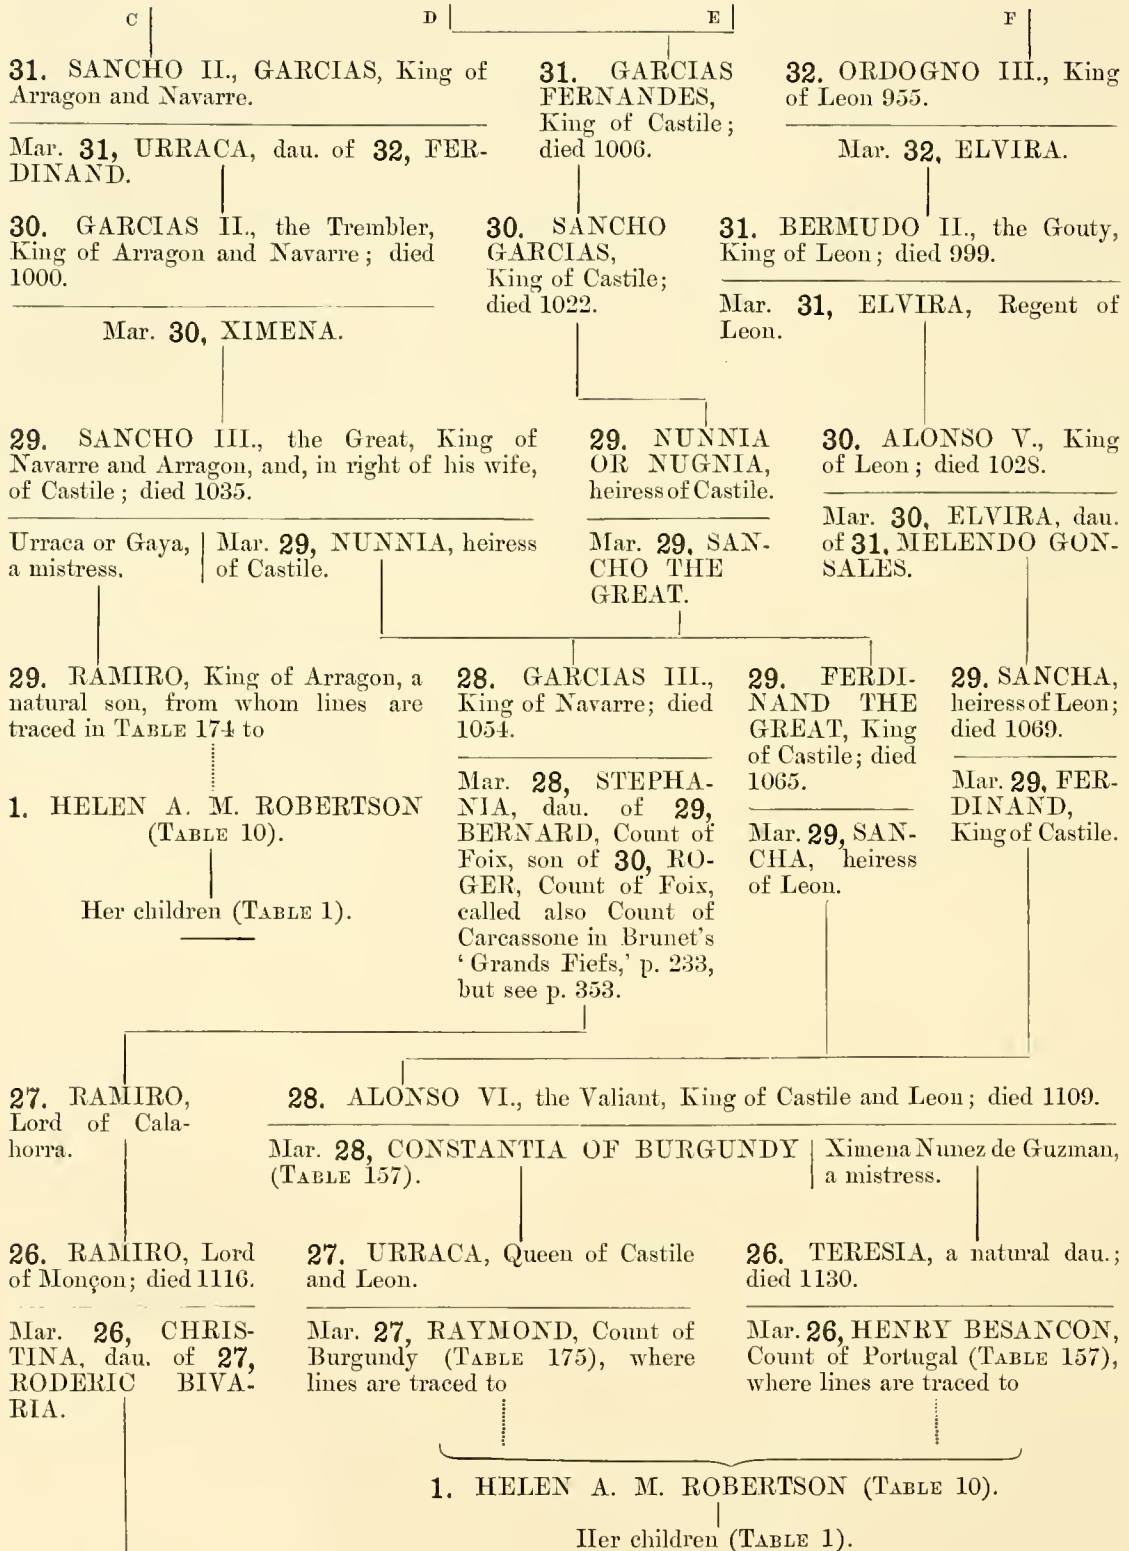 C D E F
31. SANCHO II., GARCIAS, King of
Arragon and Navarre.
Mar. 31, URRACA, dau. of 32, FER-
DINAND.
31. GARCIAS
FERNANDES,
King of Castile;
died 1006.
32. ORDOGNO III., King
of Leon 955.
Mar. 32, ELVIRA.
30. GARCIAS II., the Trembler,
King of Arragon and Navarre; died
1000.
Mar. 30, XIMENA.
30. SANCHO
GARCIAS,
King of Castile;
died 1022.
31. BERMUDO II., the Gouty,
King of Leon; died 999.
Mar. 31, ELVIRA, Regent of
Leon.
29. SANCHO III., the Great, King of
Navarre and Arragon, and, in right of his wife,
of Castile; died 1035.
Urraca or Gaya,
a mistress.
Mar. 29, NUNNIA, heiress
of Castile.
29. NUNNIA
OR NUGNIA,
heiress of Castile.
Mar. 29, SAN-
CHO THE
GREAT.
30. ALONSO V., King
of Leon; died 1028.
Mar. 30, ELVIRA, dau.
of 31, MELENDO GON-
SALES.
29. RAMIRO, King of Arragon, a
natural son, from whom lines are
traced in TABLE 174 to
1. HELEN A. M. ROBERTSON
(TABLE 10).
Her children (TABLE 1).
28. GARCIAS III.,
King of Navarre; died
1054.
Mar. 28, STEPHA-
NIA, dau. of 29,
BERNARD, Count of
Foix, son of 30, RO-
GER, Count of Foix,
called also Count of
Carcassone in Brunet's
'Grands Fiefs,' p. 233,
but see p. 353.
29. FERDI-
NAND THE
GREAT, King
of Castile; died
1065.
Mar. 29, SAN-
CHA, heiress
of Leon.
29. SANCHA,
heiress of Leon;
died 1069.
Mar. 29, FER-
DINAND,
King of Castile.
27. RAMIRO,
Lord of Cala-
horra.
28. ALONSO VI., the Valiant, King of Castile and Leon; died 1109.
Mar. 28, CONSTANTIA OF BURGUNDY
(TABLE 157).
Ximena Nunez de Guzman,
a mistress.
26. RAMIRO, Lord
of Monçon; died 1116.
Mar. 26, CHRIS-
TINA, dau. of 27,
RODERIC BIVA-
RIA.
27. URRACA, Queen of Castile
and Leon.
Mar. 27, RAYMOND, Count of
Burgundy (TABLE 175), where
lines are traced to
26. TERESIA, a natural dau.;
died 1130.
Mar. 26, HENRY BESANCON,
Count of Portugal (TABLE 157),
where lines are traced to
1. HELEN A. M. ROBERTSON (TABLE 10).
Her children (TABLE 1).